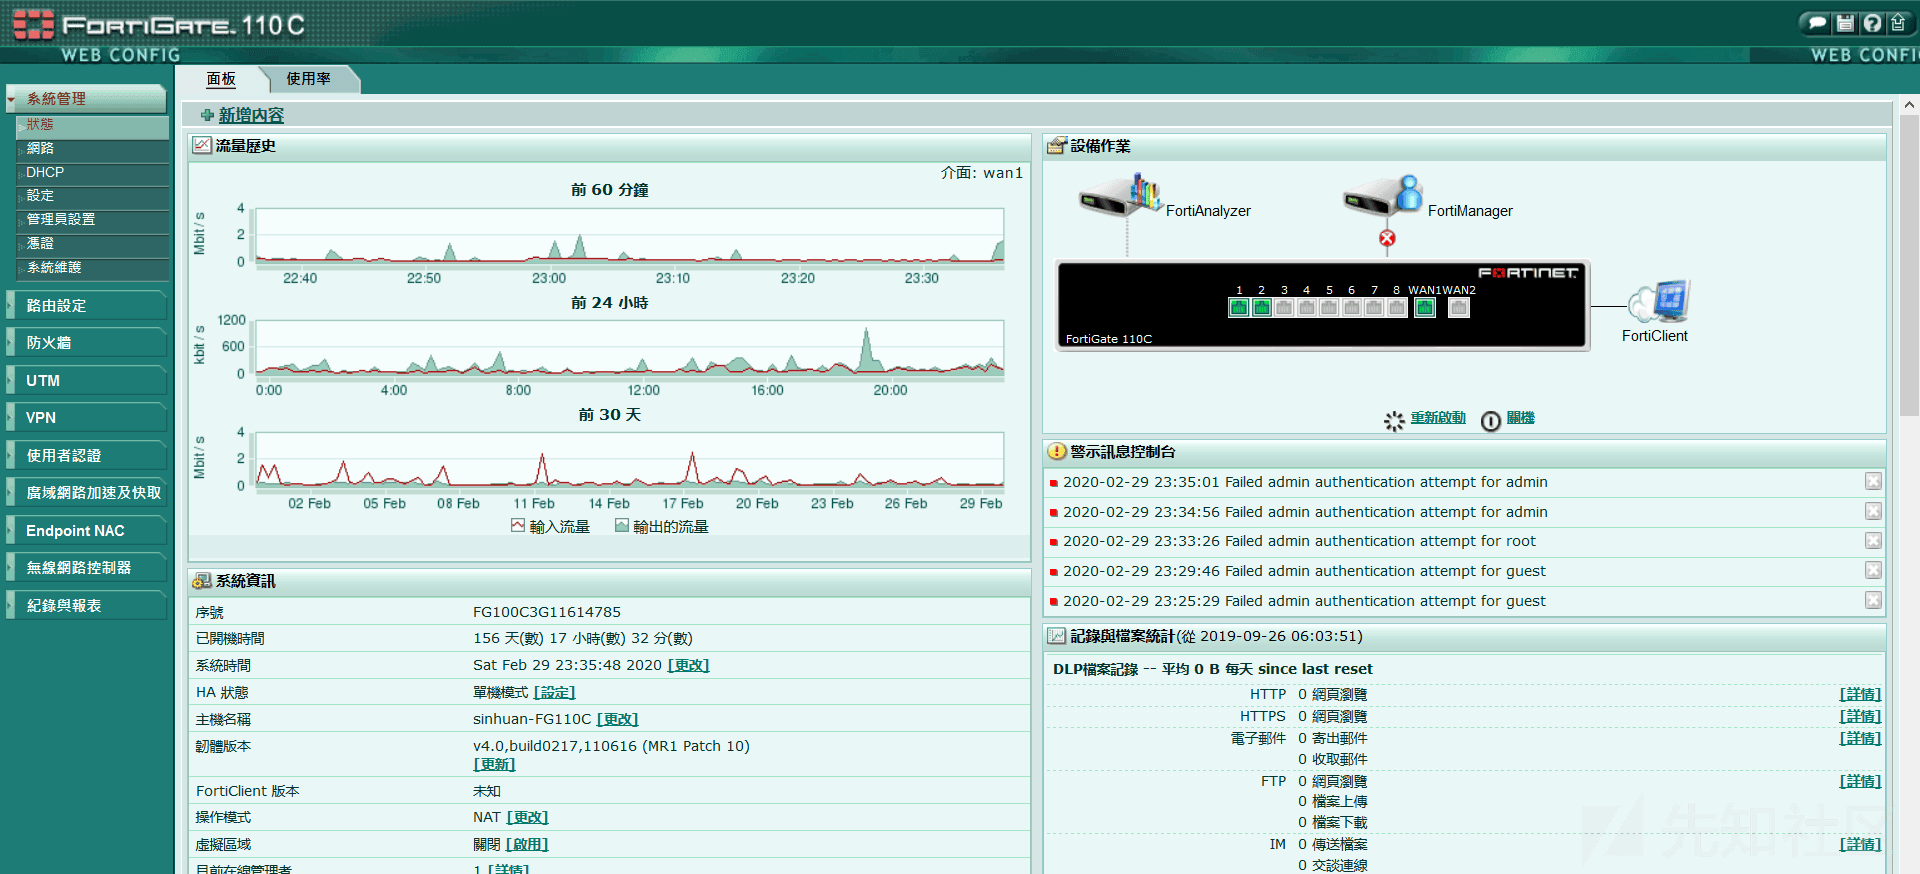 FORTIGATE 110C
WEB CONFIG
WEB CONFI
面板
使用率
系統管理
狀態
網路
DHCP
設定
管理員設置
憑證
系統維護
路由設定
防火牆
UTM
VPN
使用者認證
廣域網路加速及快取
Endpoint NAC
無線網路控制器
紀錄與報表
新增內容
流量歷史
介面: wan1
前 60 分鐘
Mbit / s
4
2
0
22:40 22:50 23:00 23:10 23:20 23:30
前 24 小時
kbit / s
1200
600
0
0:00 4:00 8:00 12:00 16:00 20:00
前 30 天
Mbit / s
4
2
0
02 Feb 05 Feb 08 Feb 11 Feb 14 Feb 17 Feb 20 Feb 23 Feb 26 Feb 29 Feb
輸入流量 輸出的流量
系統資訊
序號 FG100C3G11614785
已開機時間 156 天(數) 17 小時(數) 32 分(數)
系統時間 Sat Feb 29 23:35:48 2020 [更改]
HA 狀態 單機模式 [設定]
主機名稱 sinhuan-FG110C [更改]
韌體版本 v4.0,build0217,110616 (MR1 Patch 10)
[更新]
FortiClient 版本 未知
操作模式 NAT [更改]
虛擬區域 關閉 [啟用]
目前在線管理者 1 [詳情]
設備作業
FortiAnalyzer
FortiManager
FORTINET
1 2 3 4 5 6 7 8 WAN1 WAN2
FortiGate 110C
FortiClient
重新啟動 關機
警示訊息控制台
2020-02-29 23:35:01 Failed admin authentication attempt for admin
2020-02-29 23:34:56 Failed admin authentication attempt for admin
2020-02-29 23:33:26 Failed admin authentication attempt for root
2020-02-29 23:29:46 Failed admin authentication attempt for guest
2020-02-29 23:25:29 Failed admin authentication attempt for guest
記錄與檔案統計(從 2019-09-26 06:03:51)
DLP檔案記錄 -- 平均 0 B 每天 since last reset
HTTP 0 網頁瀏覽 [詳情]
HTTPS 0 網頁瀏覽 [詳情]
電子郵件 0 寄出郵件 [詳情]
0 收取郵件
FTP 0 網頁瀏覽 [詳情]
0 檔案上傳
0 檔案下載
IM 0 傳送檔案 [詳情]
0 交談連線
先知社区